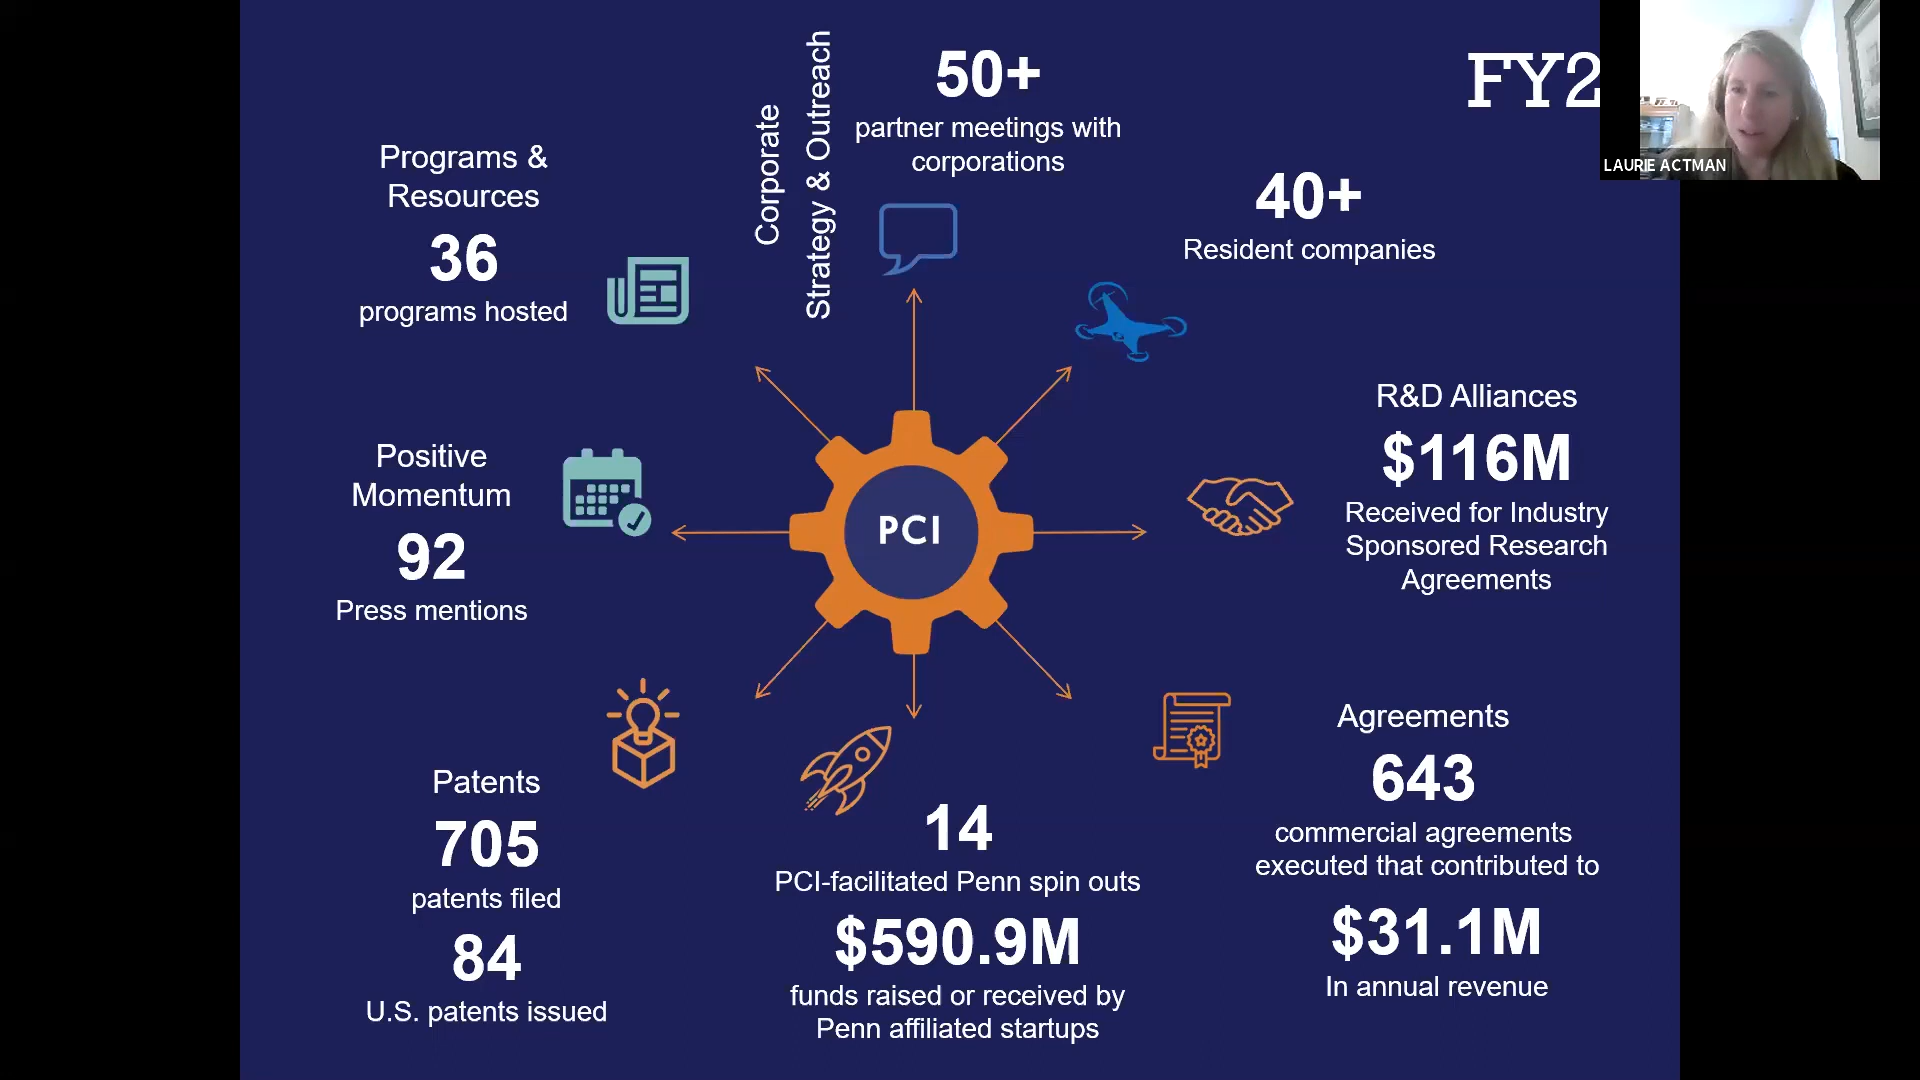 Corporate
Strategy & Outreach
50+
partner meetings with
corporations
FY2
LAURIE ACTMAN
Programs &
Resources
36
programs hosted
40+
Resident companies
R&D Alliances
$116M
Received for Industry
Sponsored Research
Agreements
Positive
Momentum
92
Press mentions
PCI
Patents
705
patents filed
84
U.S. patents issued
14
PCI-facilitated Penn spin outs
$590.9M
funds raised or received by
Penn affiliated startups
Agreements
643
commercial agreements
executed that contributed to
$31.1M
In annual revenue